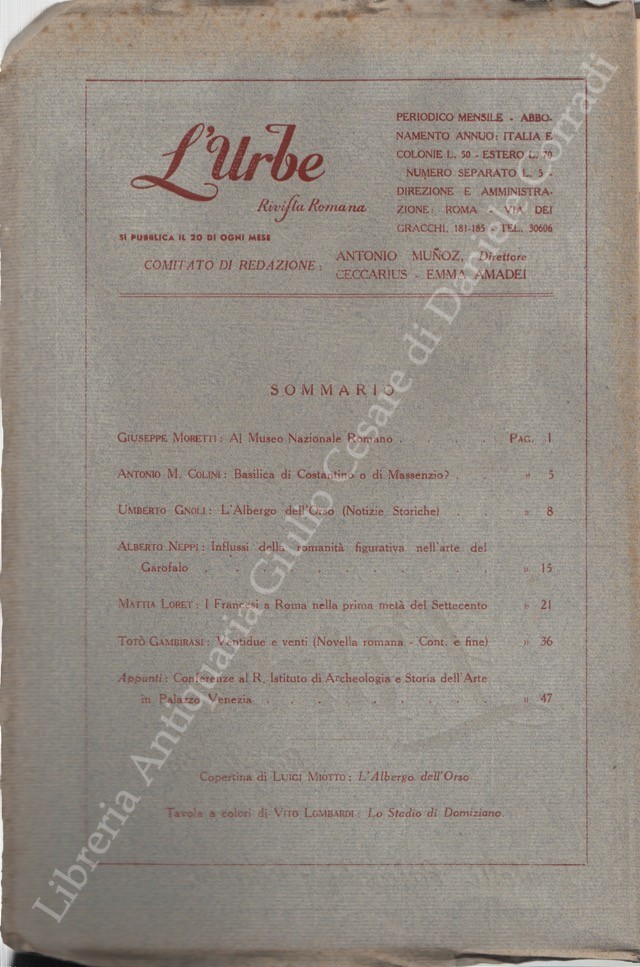 L'Urbe
Rivista Romana
SI PUBBLICA IL 20 DI OGNI MESE
PERIODICO MENSILE - ABBO-
NAMENTO ANNUO: ITALIA E
COLONIE L. 50 - ESTERO L. 70
NUMERO SEPARATO L. 5 -
DIREZIONE E AMMINISTRA-
ZIONE: ROMA - VIA DEI
GRACCHI, 181-185 - TEL. 30606
COMITATO DI REDAZIONE: ANTONIO MUÑOZ, Direttore
CECCARIUS - EMMA AMADEI
SOMMARIO
GIUSEPPE MORETTI: Al Museo Nazionale Romano . . . . PAG. 1
ANTONIO M. COLINI: Basilica di Costantino o di Massenzio? . . » 5
UMBERTO GNOLI: L'Albergo dell'Orso (Notizie Storiche) . . » 8
ALBERTO NEPPI: Influssi della romanità figurativa nell'arte del
Garofalo . . . . . . . . » 15
MATTIA LORET: I Francesi a Roma nella prima metà del Settecento » 21
TOTÒ GAMBIRASI: Ventidue e venti (Novella romana - Cont. e fine) » 36
Appunti: Conferenze al R. Istituto di Archeologia e Storia dell'Arte
in Palazzo Venezia . . . . . . . » 47
Copertina di LUIGI MIOTTO: L'Albergo dell'Orso
Tavola a colori di VITO LOMBARDI: Lo Stadio di Domiziano.
Libreria Antiquaria Giulio Cesare di Daniele Corradi